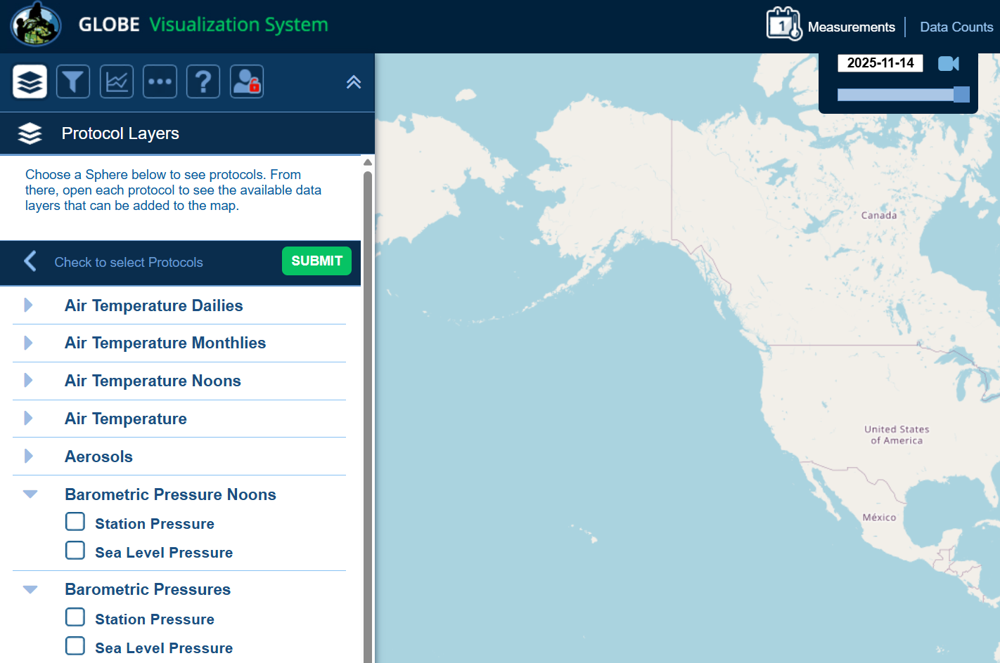 GLOBE Visualization System
1
Measurements
Data Counts
2025-11-14
?
Protocol Layers
Choose a Sphere below to see protocols. From
there, open each protocol to see the available data
layers that can be added to the map.
Check to select Protocols
SUBMIT
Air Temperature Dailies
Air Temperature Monthlies
Air Temperature Noons
Air Temperature
Aerosols
Barometric Pressure Noons
Station Pressure
Sea Level Pressure
Barometric Pressures
Station Pressure
Sea Level Pressure
Canada
United States
of America
México